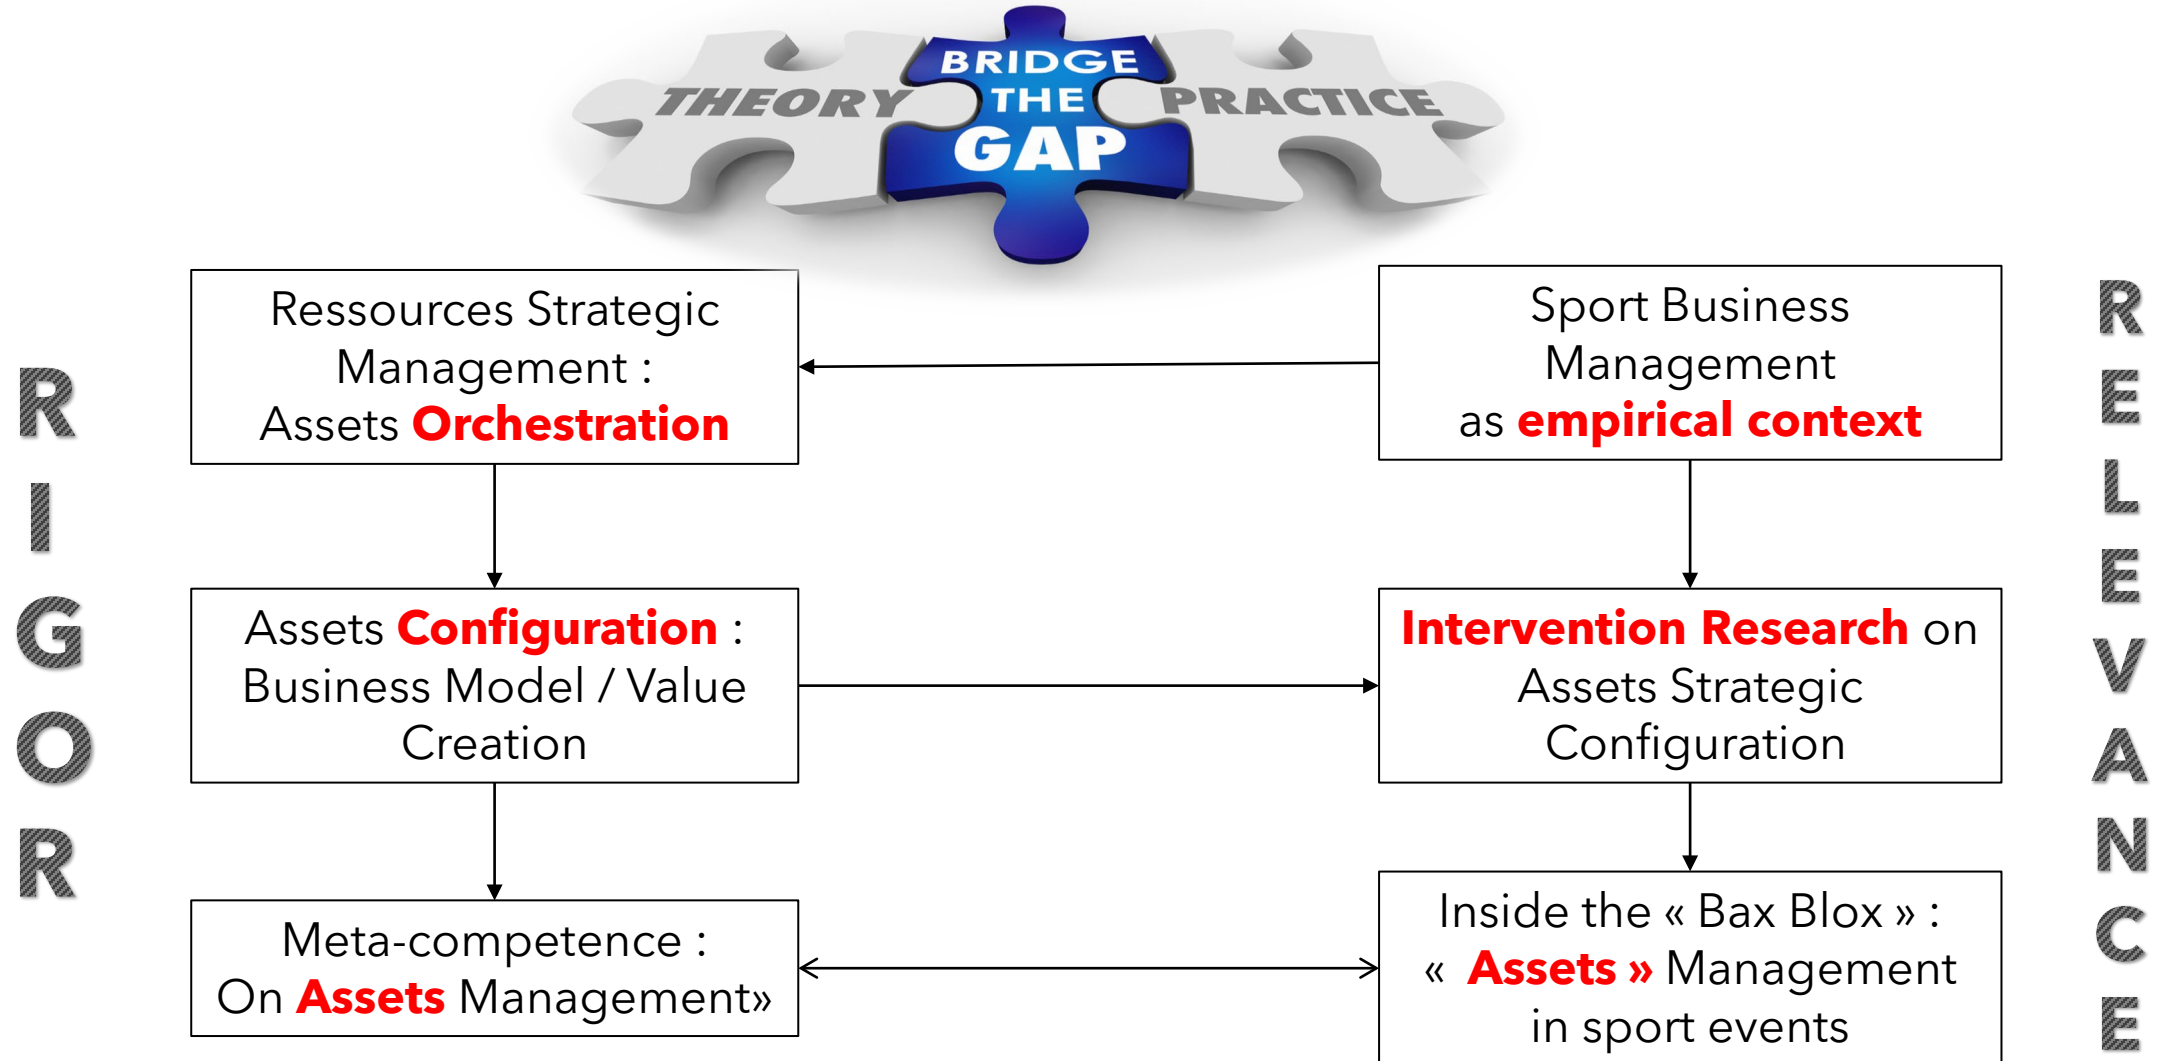 THEORY
BRIDGE
THE
GAP
PRACTICE
RIGOR
Ressources Strategic
Management :
Assets Orchestration
Sport Business
Management
as empirical context
Assets Configuration :
Business Model / Value
Creation
Intervention Research on
Assets Strategic
Configuration
Meta-competence :
On Assets Management»
Inside the « Bax Blox » :
« Assets » Management
in sport events
RELEVANCE